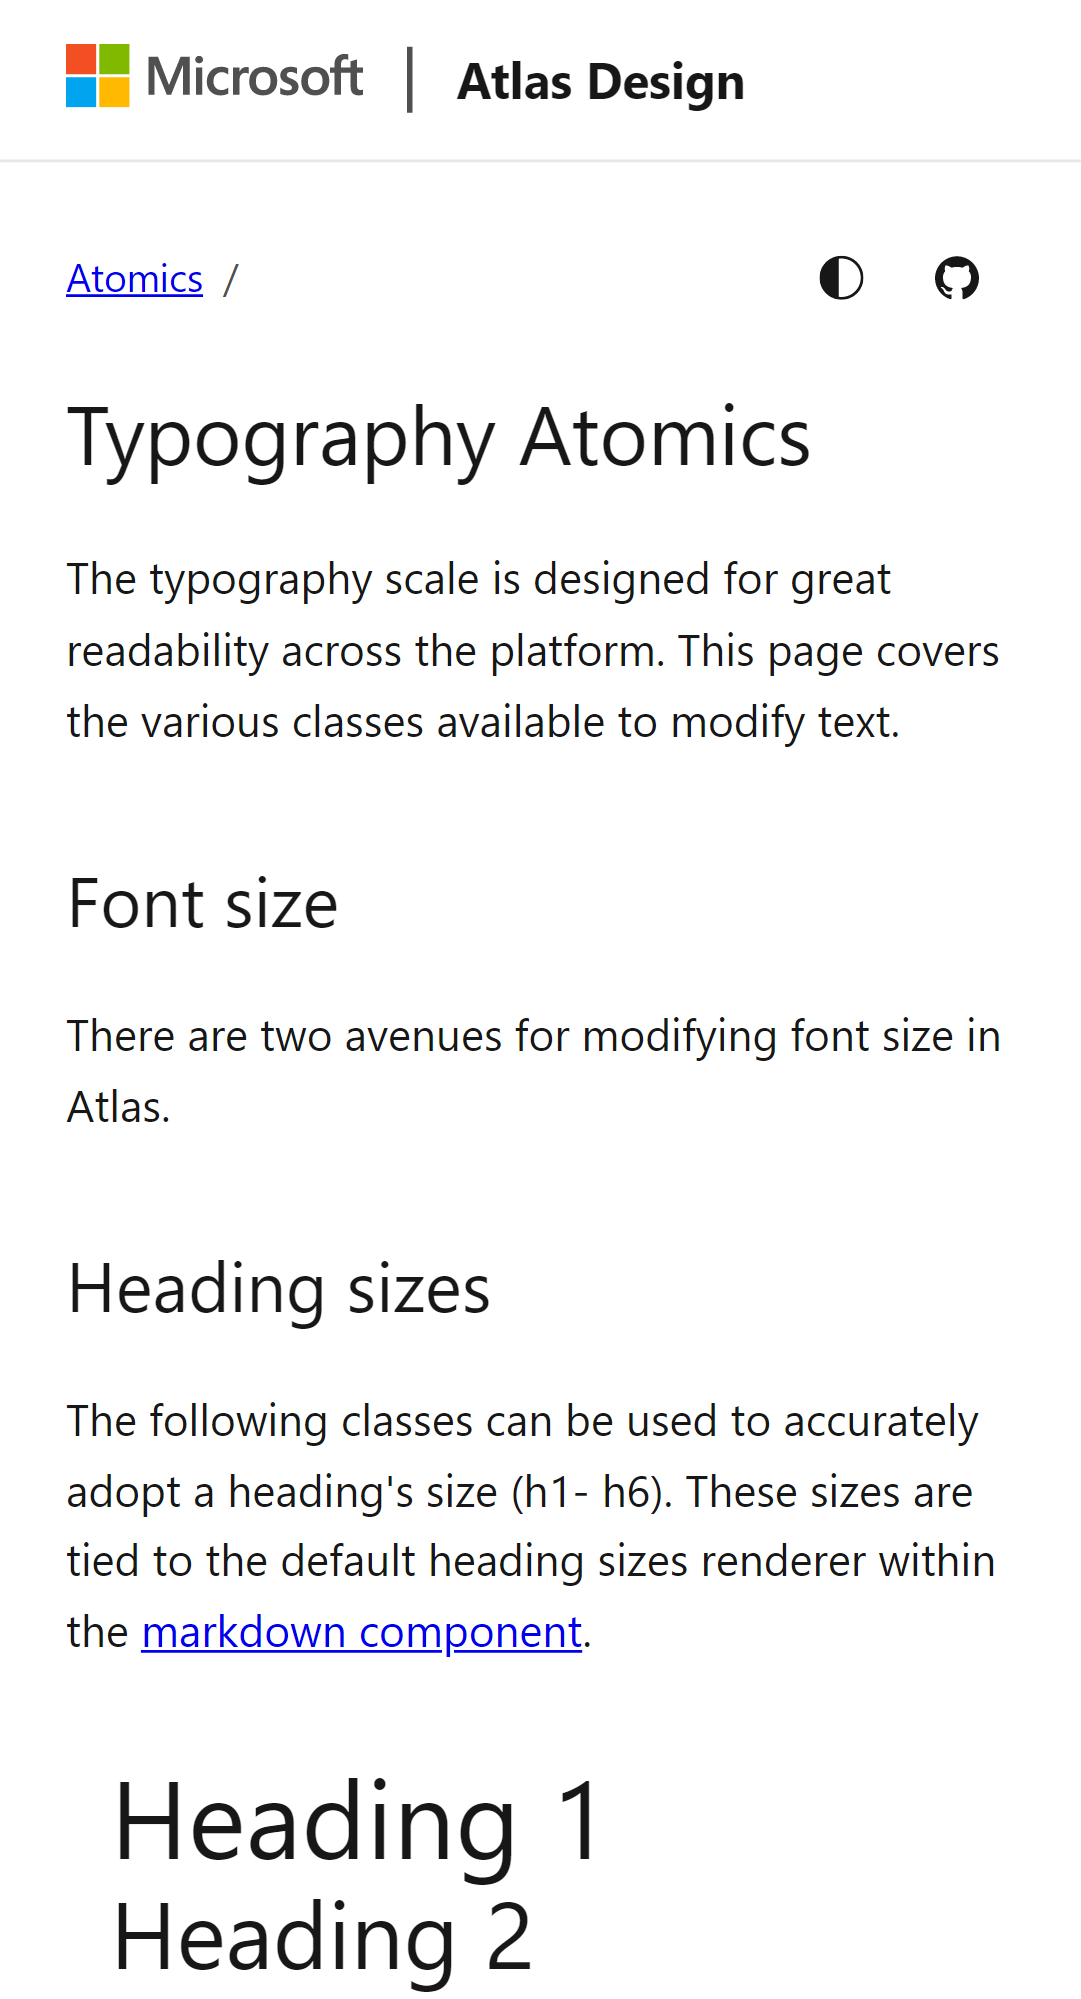 Microsoft | Atlas Design
Atomics /
Typography Atomics
The typography scale is designed for great
readability across the platform. This page covers
the various classes available to modify text.
Font size
There are two avenues for modifying font size in
Atlas.
Heading sizes
The following classes can be used to accurately
adopt a heading's size (h1- h6). These sizes are
tied to the default heading sizes renderer within
the markdown component.
Heading 1
Heading 2